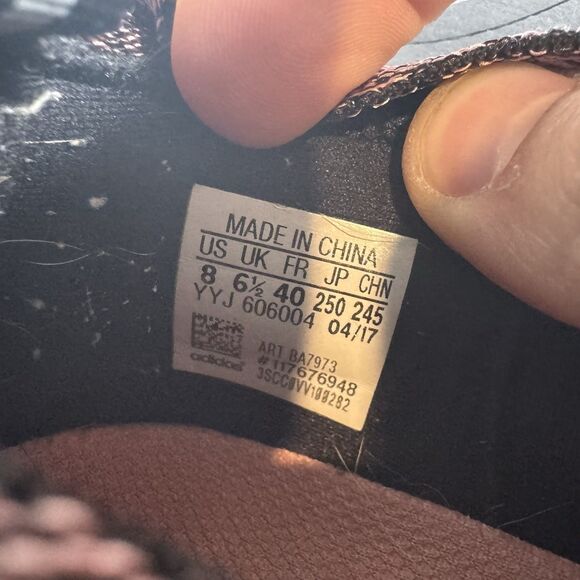 MADE IN CHINA
US UK FR JP CHN
8 6½ 40 250 245
YYJ 606004 04/17
ART BA7973
#117676948
adidas 3SCC0VV100282